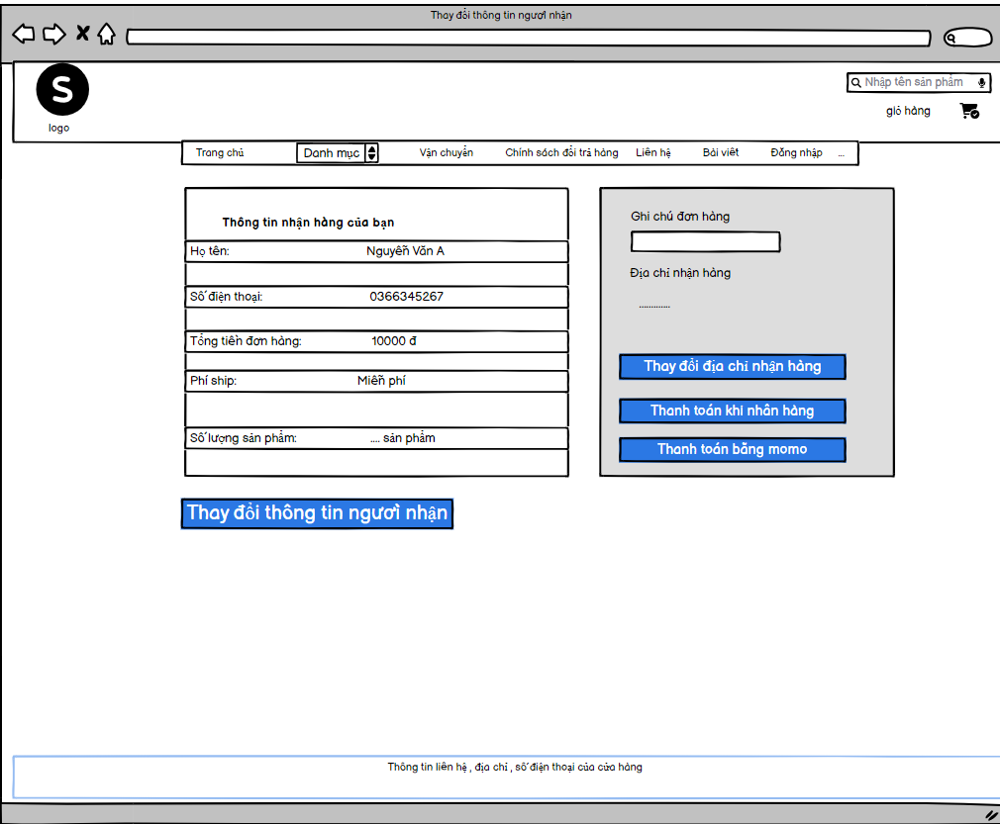 Thay đổi thông tin người nhận
S
logo
Nhập tên sản phẩm
giỏ hàng
Trang chủ Danh mục Vận chuyển Chính sách đổi trả hàng Liên hệ Bài viết Đăng nhập ...
Thông tin nhận hàng của bạn
Họ tên: Nguyễn Văn A
Số điện thoại: 0366345267
Tổng tiền đơn hàng: 10000 đ
Phí ship: Miễn phí
Số lượng sản phẩm: .... sản phẩm
Thay đổi thông tin người nhận
Ghi chú đơn hàng
Địa chỉ nhận hàng
.............
Thay đổi địa chỉ nhận hàng
Thanh toán khi nhân hàng
Thanh toán bằng momo
Thông tin liên hệ , địa chỉ , số điện thoại của cửa hàng